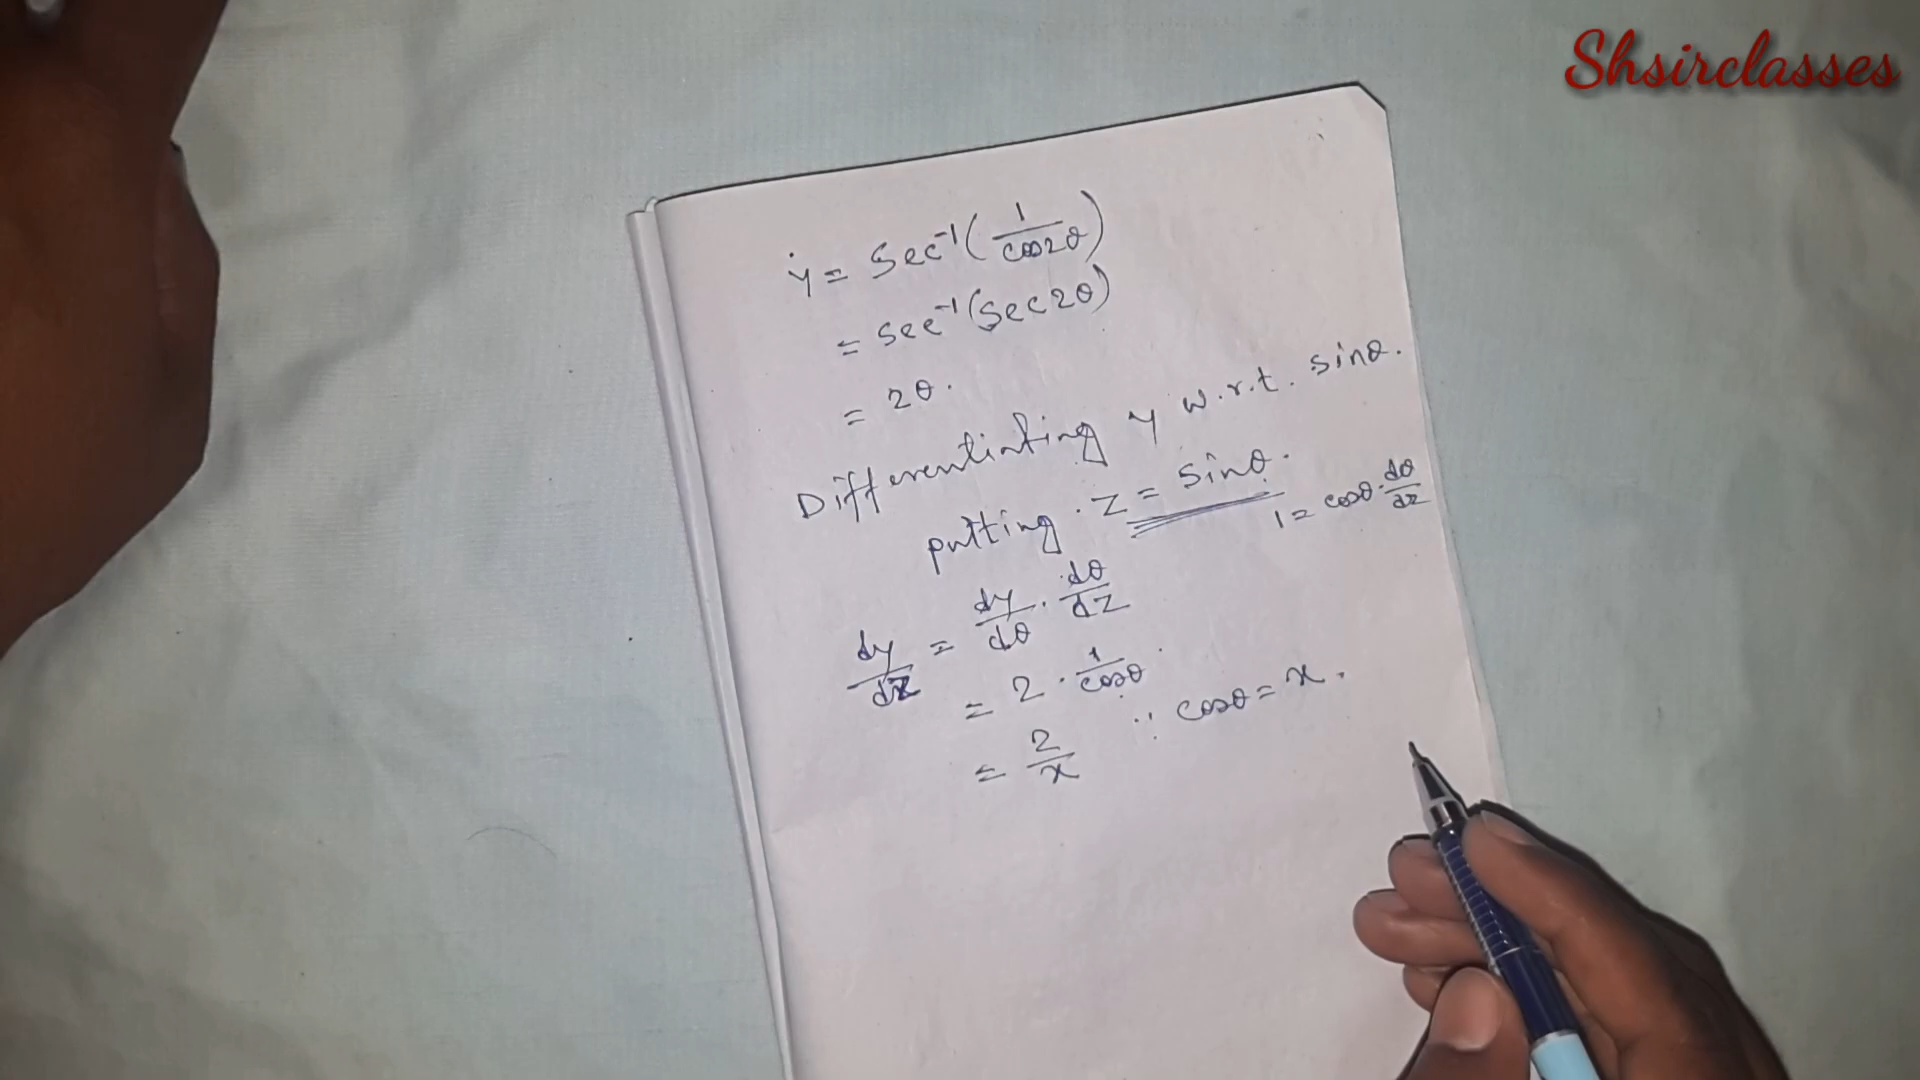 Shsirclasses
y = Sec⁻¹(1/cos2θ)
= Sec⁻¹(Sec2θ)
= 2θ.
Differentiating y w.r.t. sinθ.
putting . Z = Sinθ.
1 = cosθ . dθ/dz
dy/dz = dy/dθ . dθ/dz
= 2 . 1/cosθ
= 2/x ∵ cosθ = x.